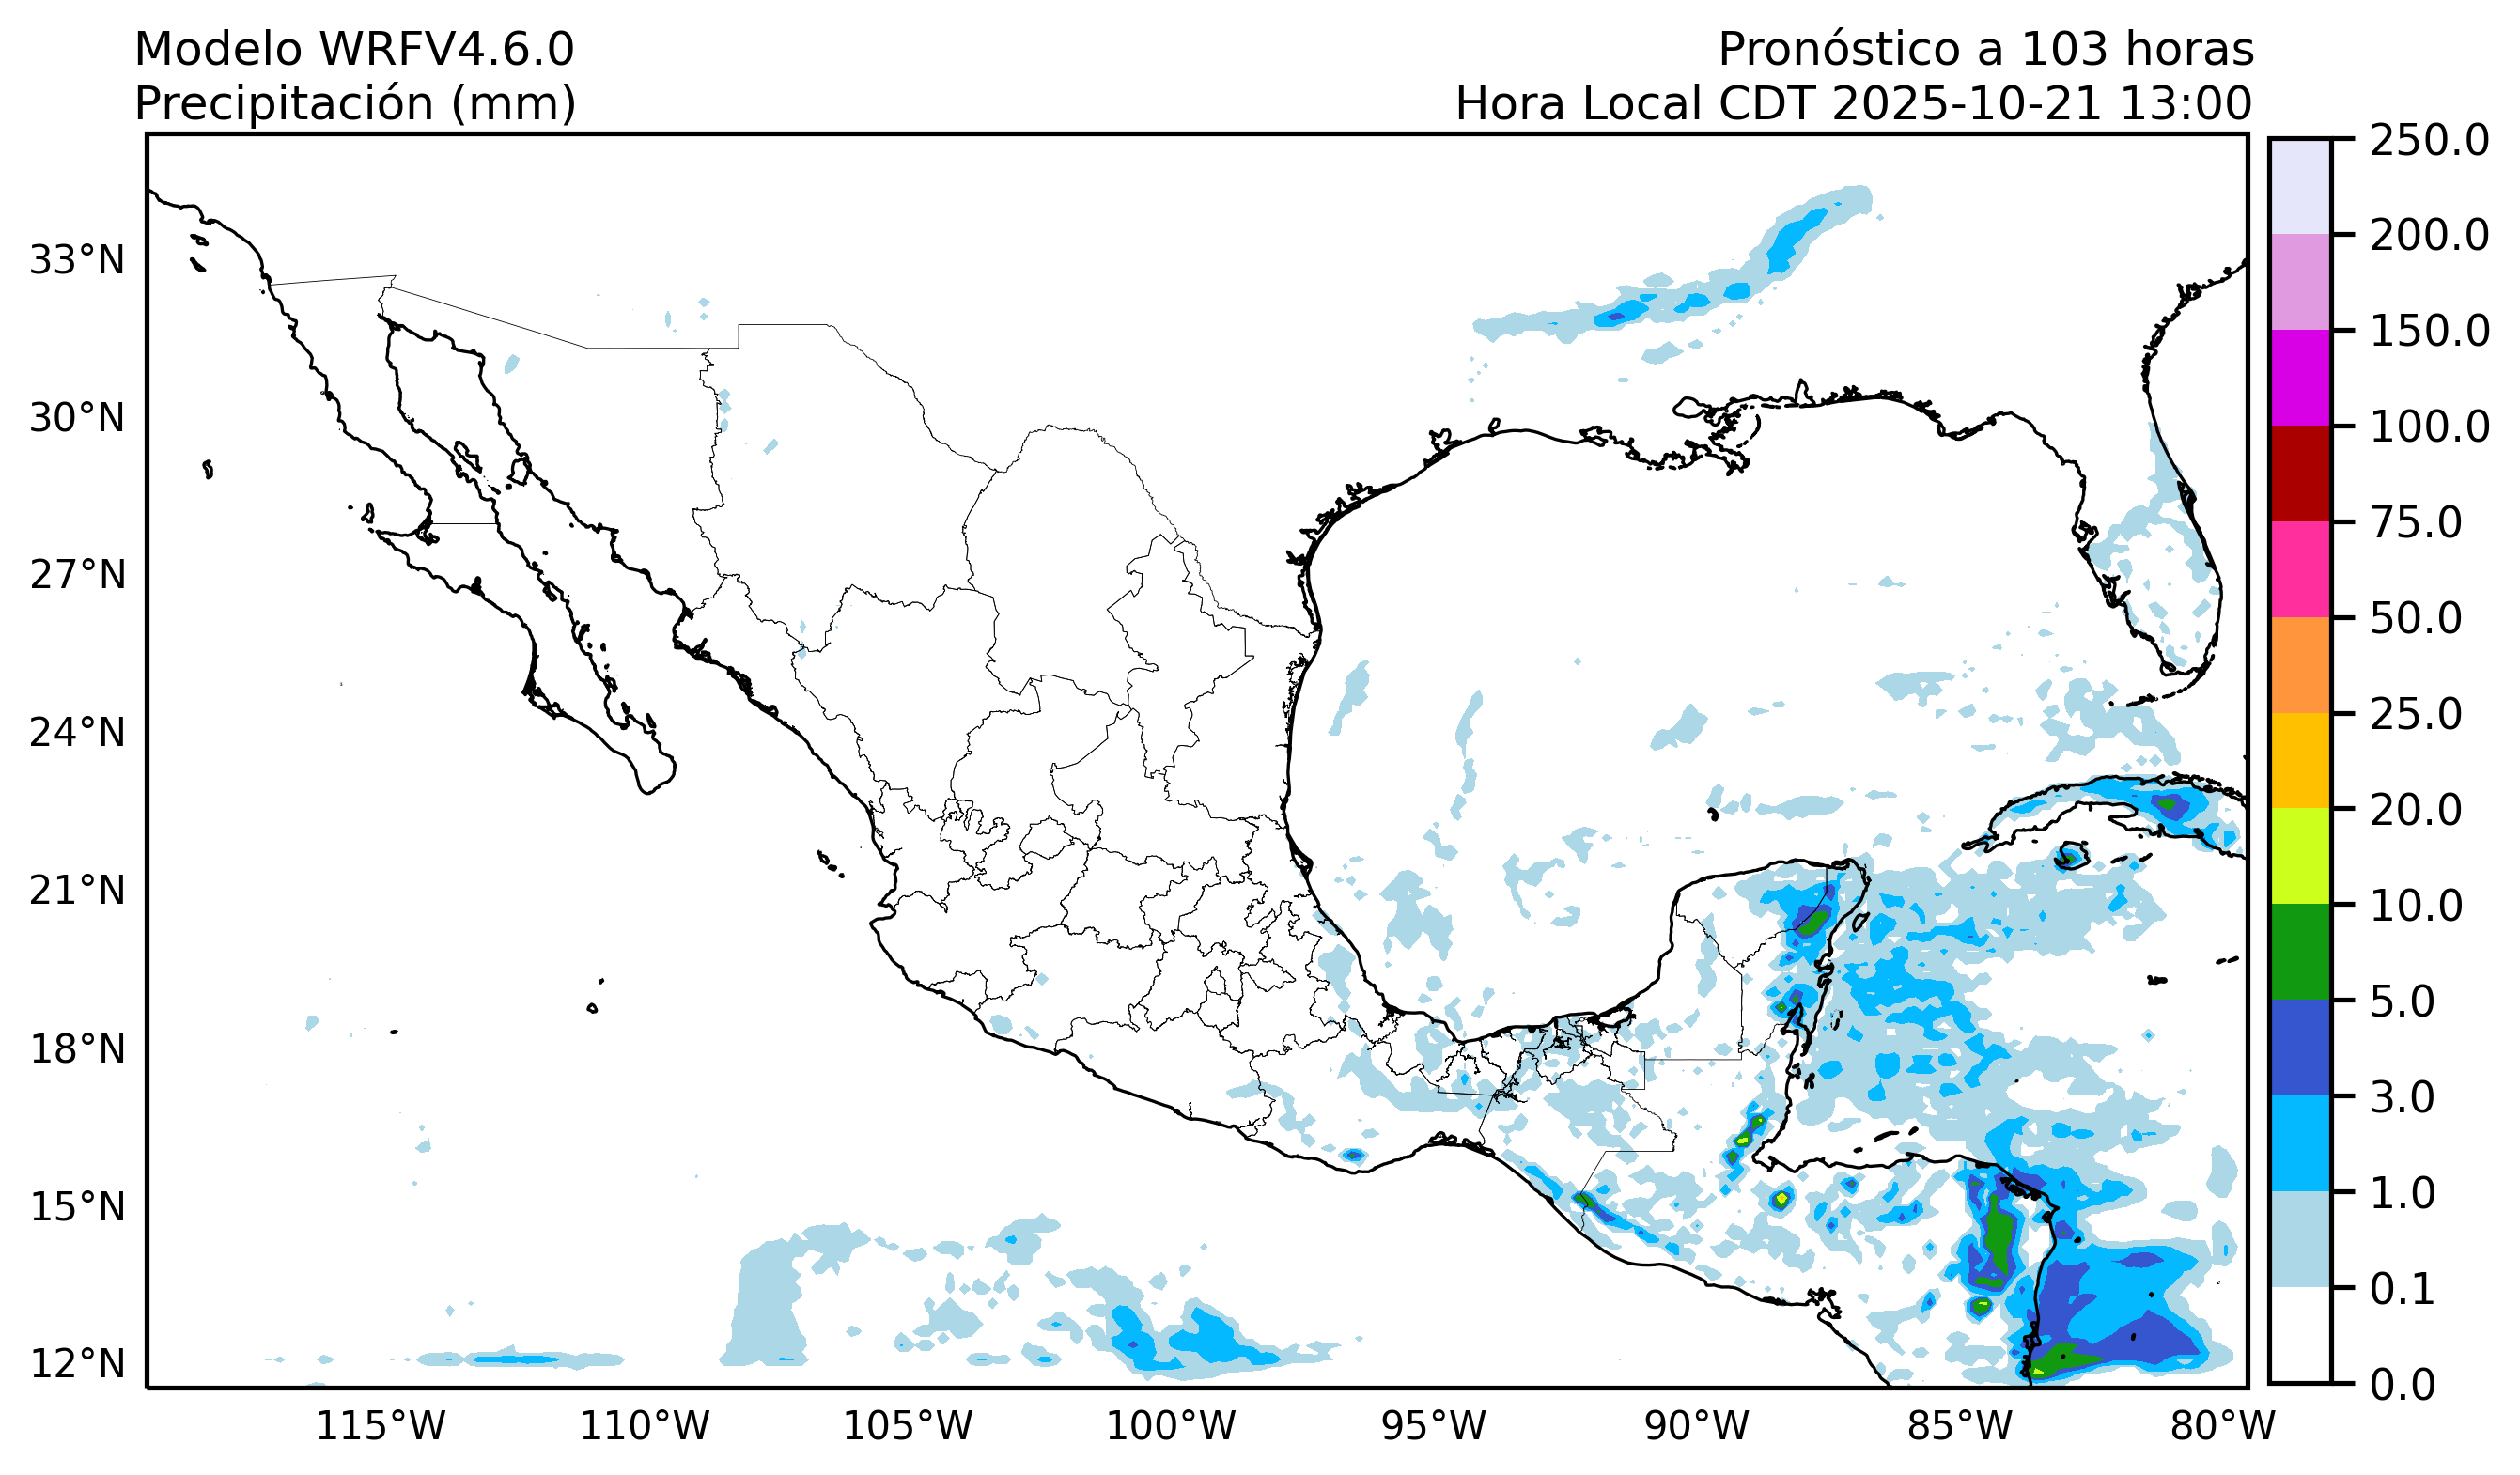 Modelo WRFV4.6.0
Precipitación (mm)
Pronóstico a 103 horas
Hora Local CDT 2025-10-21 13:00
33°N
30°N
27°N
24°N
21°N
18°N
15°N
12°N
115°W
110°W
105°W
100°W
95°W
90°W
85°W
80°W
250.0
200.0
150.0
100.0
75.0
50.0
25.0
20.0
10.0
5.0
3.0
1.0
0.1
0.0